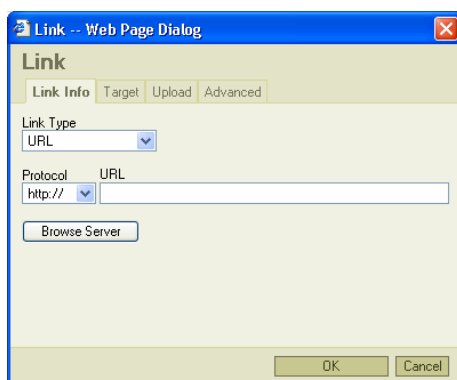 Link -- Web Page Dialog
Link
Link Info Target Upload Advanced
Link Type
URL
Protocol URL
http://
Browse Server
OK Cancel